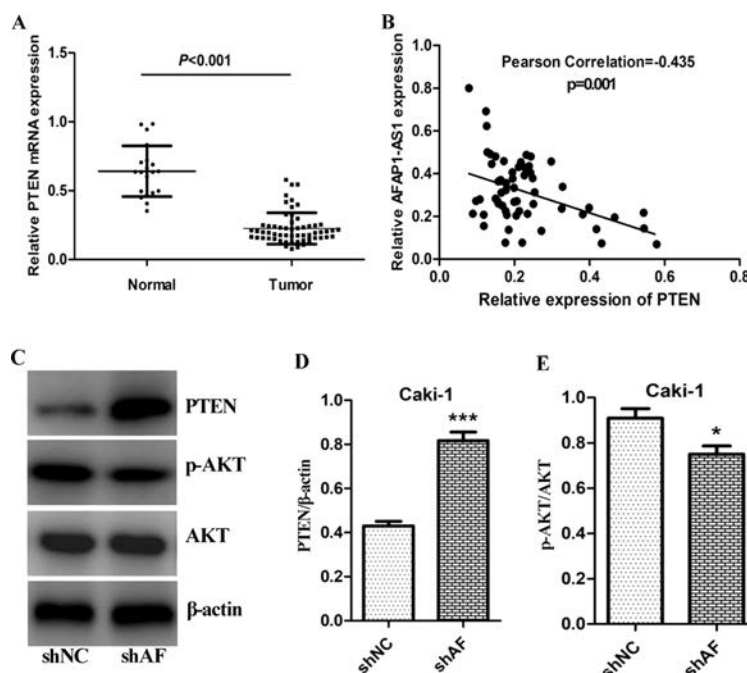 A
Relative PTEN mRNA expression
1.5
1.0
0.5
0.0
P<0.001
Normal
Tumor
B
Relative AFAP1-AS1 expression
1.0
0.8
0.6
0.4
0.2
0.0
Pearson Correlation=-0.435
p=0.001
0.0
0.2
0.4
0.6
0.8
Relative expression of PTEN
C
PTEN
p-AKT
AKT
β-actin
shNC
shAF
D
Caki-1
PTEN/β-actin
1.0
0.8
0.6
0.4
0.2
0.0
***
shNC
shAF
E
Caki-1
p-AKT/AKT
1.0
0.8
0.6
0.4
0.2
0.0
*
shNC
shAF